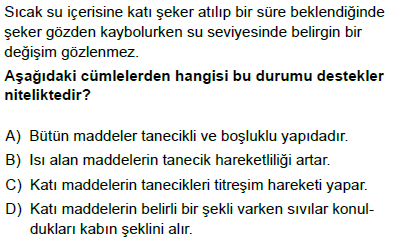 Sıcak su içerisine katı şeker atılıp bir süre beklendiğinde
şeker gözden kaybolurken su seviyesinde belirgin bir
değişim gözlenmez.
Aşağıdaki cümlelerden hangisi bu durumu destekler
niteliktedir?
A) Bütün maddeler tanecikli ve boşluklu yapıdadır.
B) Isı alan maddelerin tanecik hareketliliği artar.
C) Katı maddelerin tanecikleri titreşim hareketi yapar.
D) Katı maddelerin belirli bir şekli varken sıvılar konul-
dukları kabın şeklini alır.